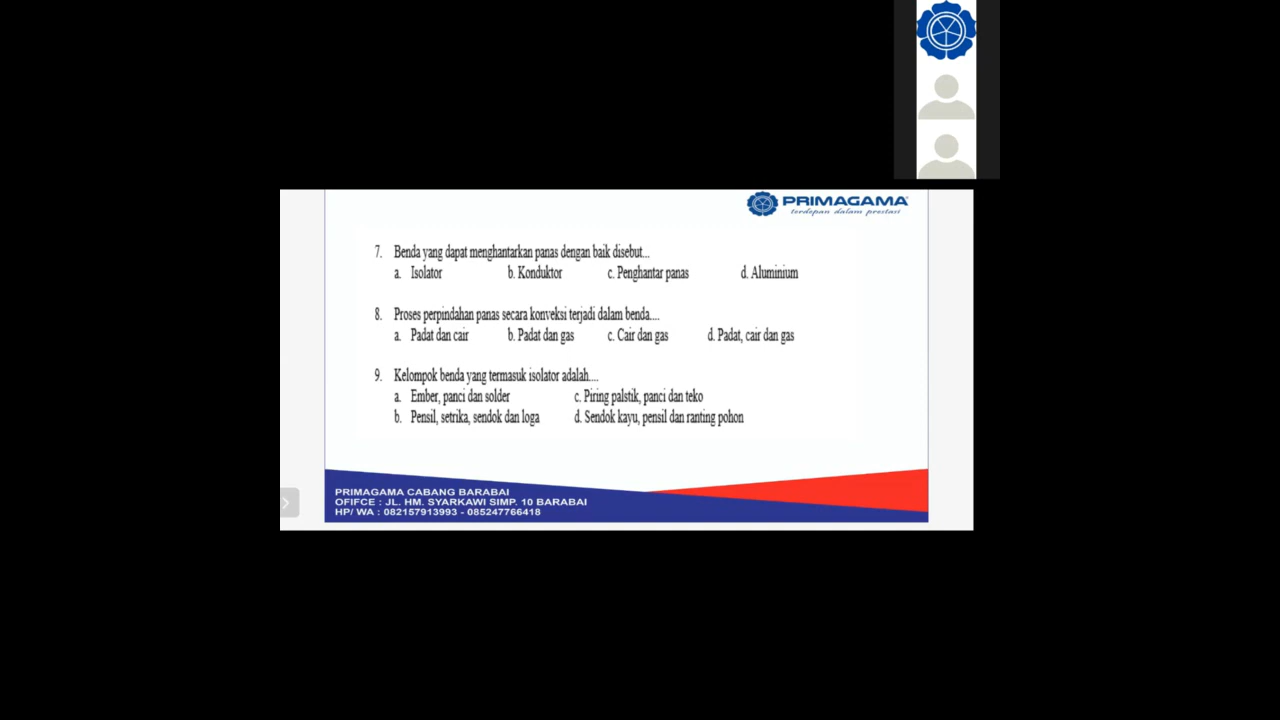 PRIMAGAMA
terdepan dalam prestasi
7. Benda yang dapat menghantarkan panas dengan baik disebut...
a. Isolator b. Konduktor c. Penghantar panas d. Aluminium
8. Proses perpindahan panas secara konveksi terjadi dalam benda....
a. Padat dan cair b. Padat dan gas c. Cair dan gas d. Padat, cair dan gas
9. Kelompok benda yang termasuk isolator adalah....
a. Ember, panci dan solder c. Piring palstik, panci dan teko
b. Pensil, setrika, sendok dan loga d. Sendok kayu, pensil dan ranting pohon
PRIMAGAMA CABANG BARABAI
OFIFCE : JL. HM. SYARKAWI SIMP. 10 BARABAI
HP/ WA : 082157913993 - 085247766418